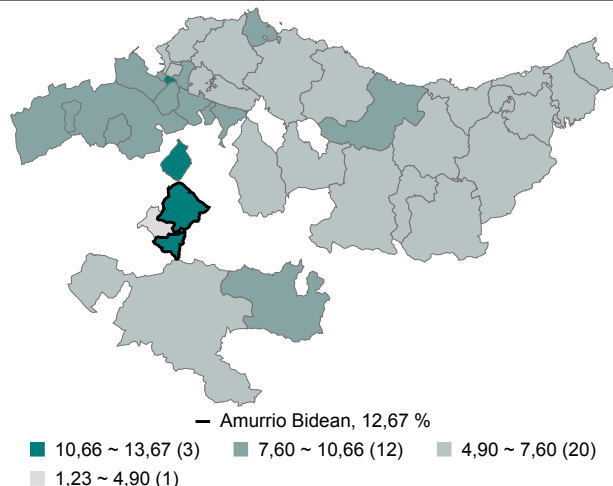 Amurrio Bidean, 12,67 %
10,66 ~ 13,67 (3) 7,60 ~ 10,66 (12) 4,90 ~ 7,60 (20)
1,23 ~ 4,90 (1)